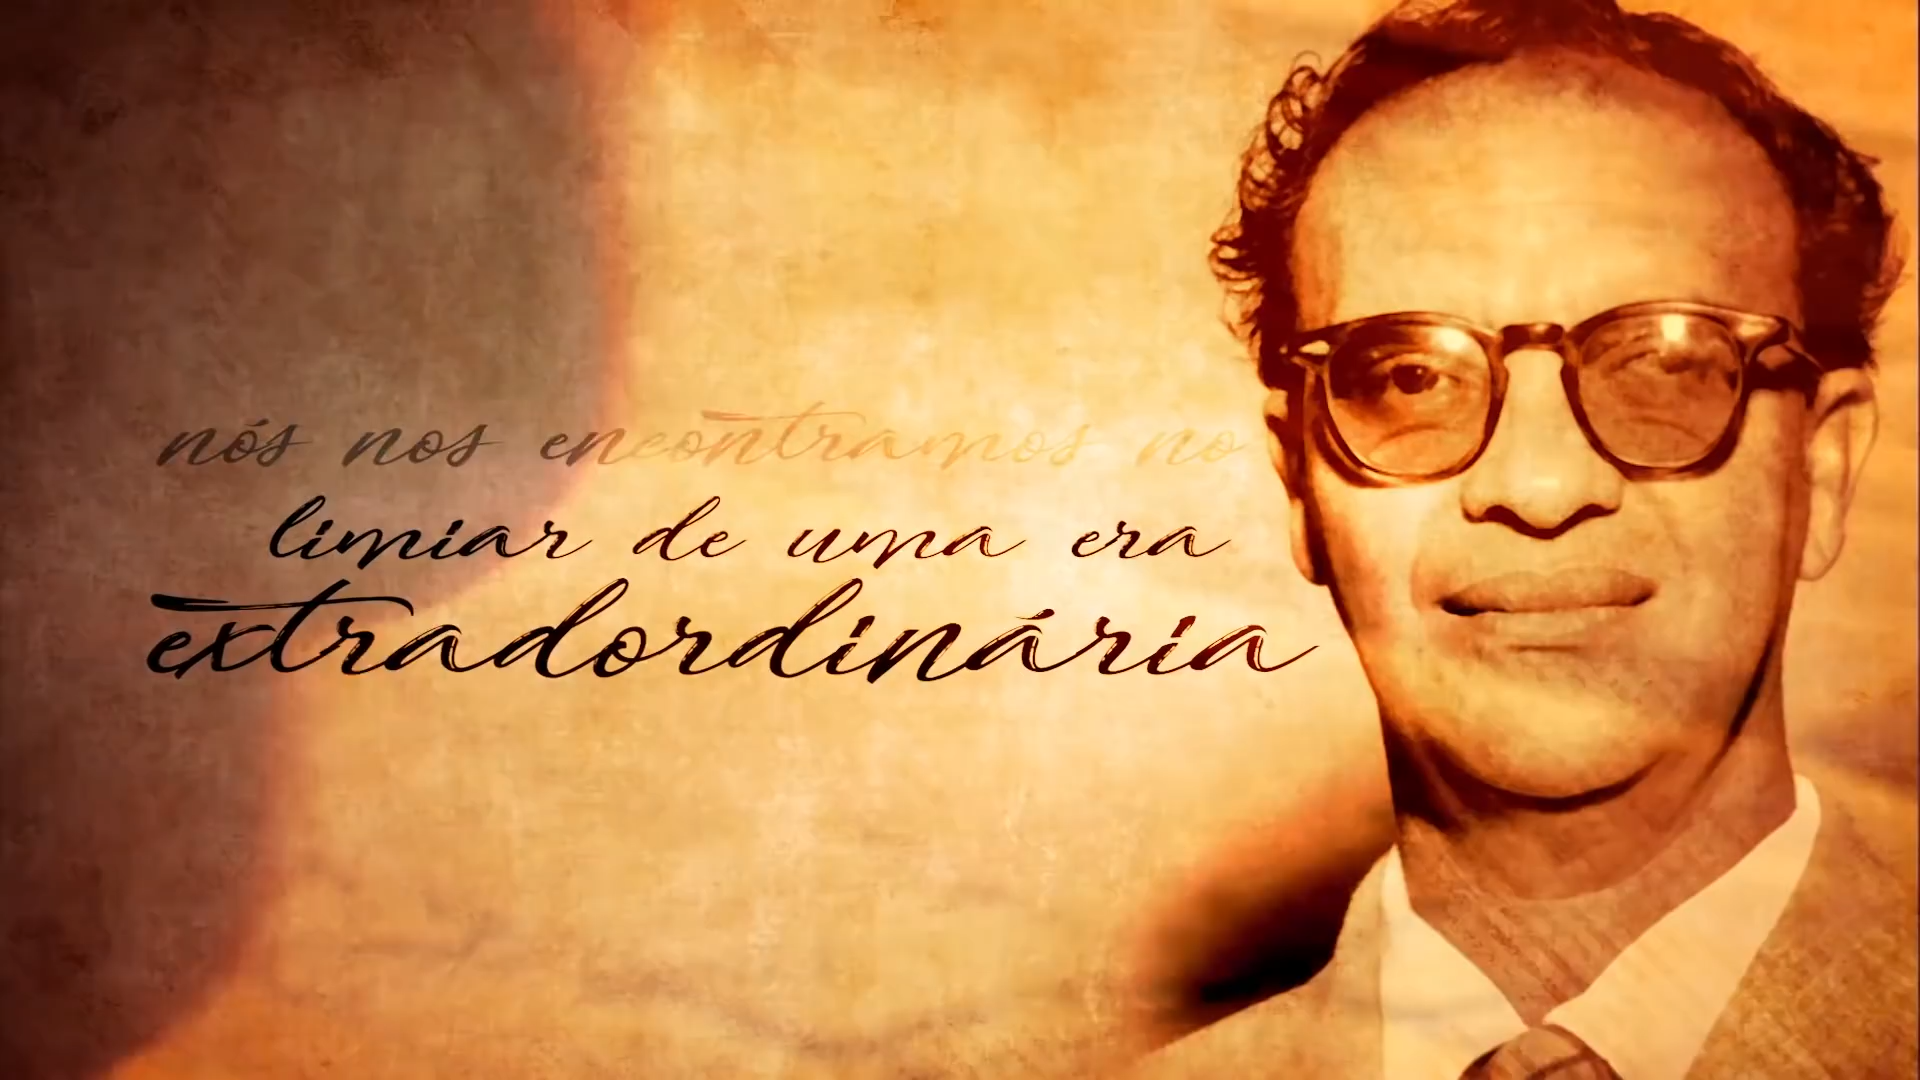 nós nos encontramos no
limiar de uma era
extradordinária